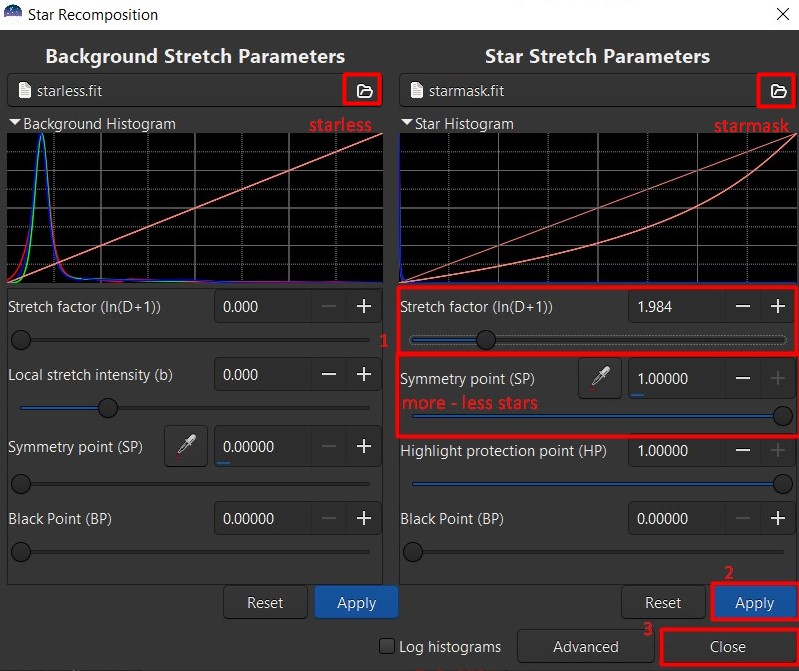 Star Recomposition
Background Stretch Parameters
starless.fit
Background Histogram
starless
Stretch factor (ln(D+1))
0.000
1
Local stretch intensity (b)
0.000
Symmetry point (SP)
0.00000
Black Point (BP)
0.00000
Reset
Apply
Star Stretch Parameters
starmask.fit
Star Histogram
starmask
Stretch factor (ln(D+1))
1.984
Symmetry point (SP)
1.00000
more - less stars
Highlight protection point (HP)
1.00000
Black Point (BP)
0.00000
2
Reset
Apply
3
Log histograms
Advanced
Close